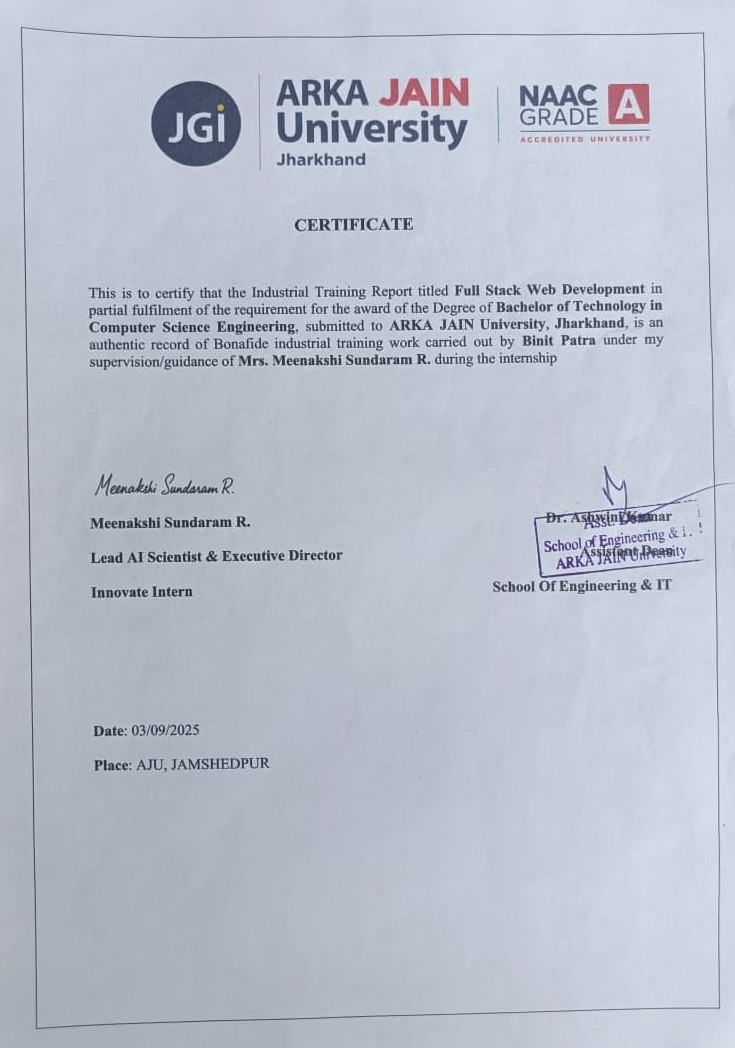 JGi
ARKA JAIN
University
Jharkhand
NAAC
GRADE A
ACCREDITED UNIVERSITY
CERTIFICATE
This is to certify that the Industrial Training Report titled Full Stack Web Development in
partial fulfilment of the requirement for the award of the Degree of Bachelor of Technology in
Computer Science Engineering, submitted to ARKA JAIN University, Jharkhand, is an
authentic record of Bonafide industrial training work carried out by Binit Patra under my
supervision/guidance of Mrs. Meenakshi Sundaram R. during the internship
Meenakshi Sundaram R.
Meenakshi Sundaram R.
Lead AI Scientist & Executive Director
Innovate Intern
Dr. Ashwini Kumar
Asst. Dean
School of Engineering & I.
Assistant Dean
ARKA JAIN University
School Of Engineering & IT
Date: 03/09/2025
Place: AJU, JAMSHEDPUR